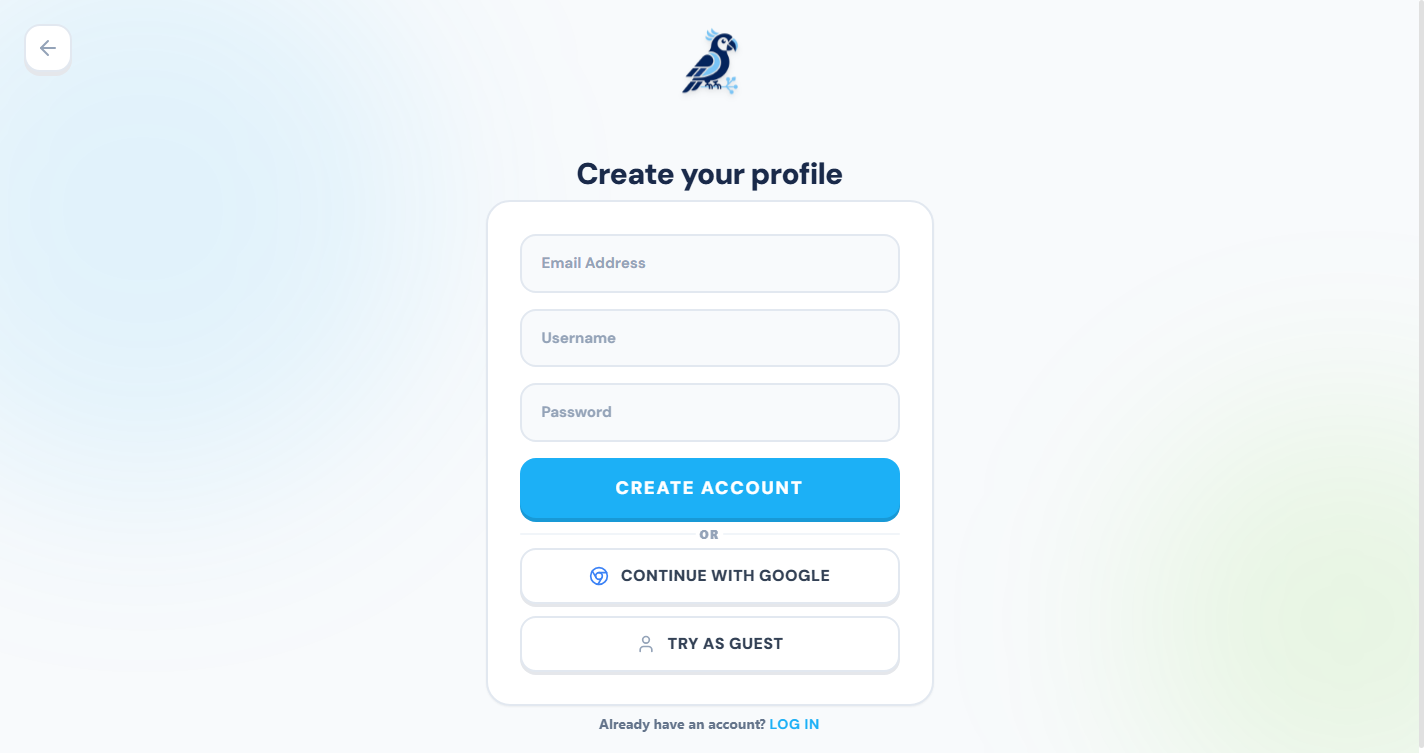 Create your profile
Email Address
Username
Password
CREATE ACCOUNT
OR
CONTINUE WITH GOOGLE
TRY AS GUEST
Already have an account? LOG IN